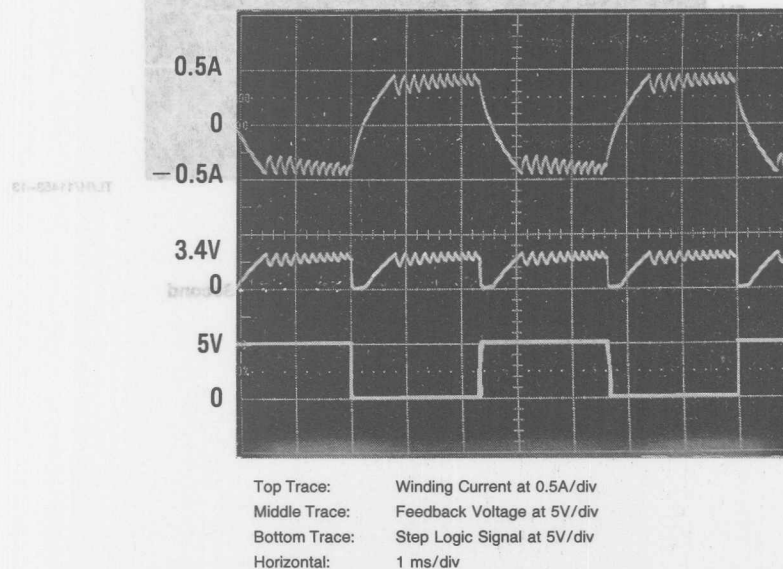 0.5A
0
— 0.5A
3.4V
0
5V
0
Top Trace: Winding Current at 0.5A/div
Middle Trace: Feedback Voltage at 5V/div
Bottom Trace: Step Logic Signal at 5V/div
Horizontal: 1 ms/div